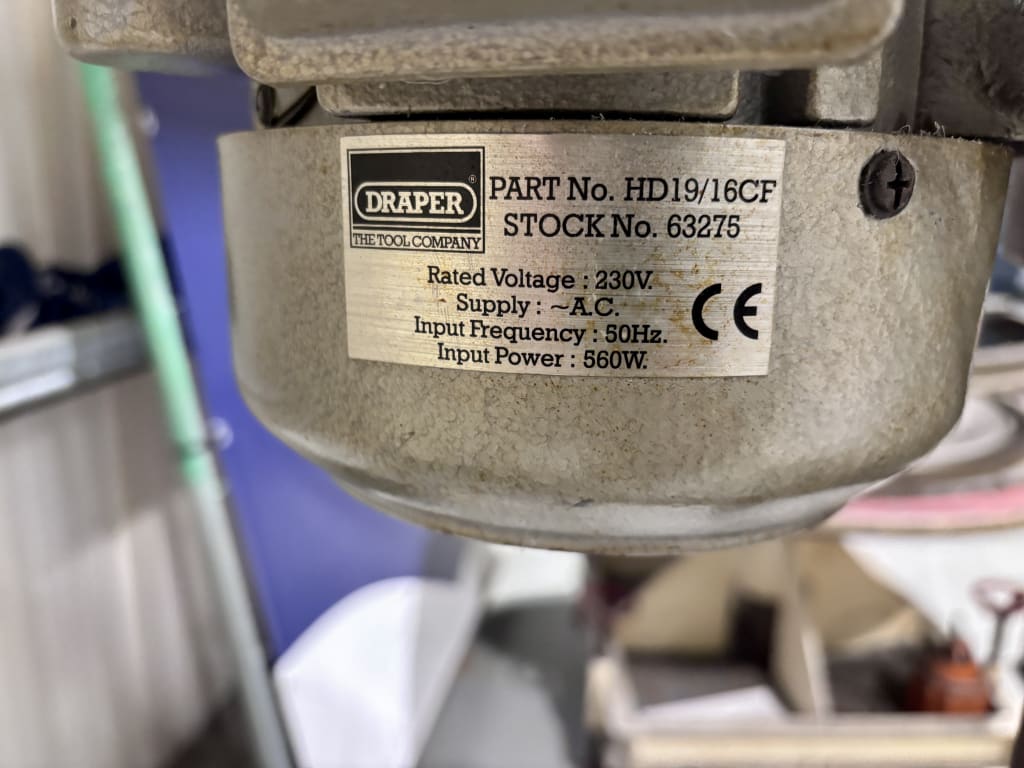 DRAPER®
THE TOOL COMPANY
PART No. HD19/16CF
STOCK No. 63275
Rated Voltage : 230V.
Supply : ~A.C.
Input Frequency : 50Hz.
Input Power : 560W.
CE